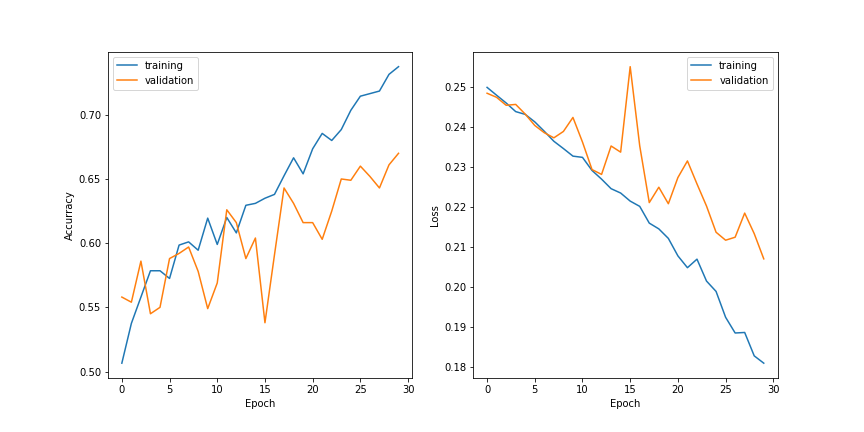 training
validation
0.70
0.65
0.60
0.55
0.50
0 5 10 15 20 25 30
Epoch
Accurracy
training
validation
0.25
0.24
0.23
0.22
0.21
0.20
0.19
0.18
0 5 10 15 20 25 30
Epoch
Loss